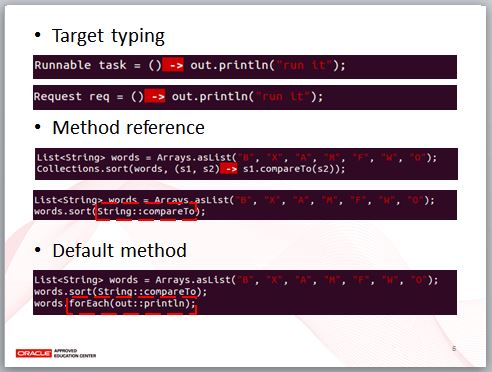 Target typing
Runnable task = () -> out.println("run it");
Request req = () -> out.println("run it");
Method reference
List<String> words = Arrays.asList("B", "X", "A", "M", "F", "W", "O");
Collections.sort(words, (s1, s2) -> s1.compareTo(s2));
List<String> words = Arrays.asList("B", "X", "A", "M", "F", "W", "O");
words.sort(String::compareTo);
Default method
List<String> words = Arrays.asList("B", "X", "A", "M", "F", "W", "O");
words.sort(String::compareTo);
words.forEach(out::println);
ORACLE APPROVED
EDUCATION CENTER
6